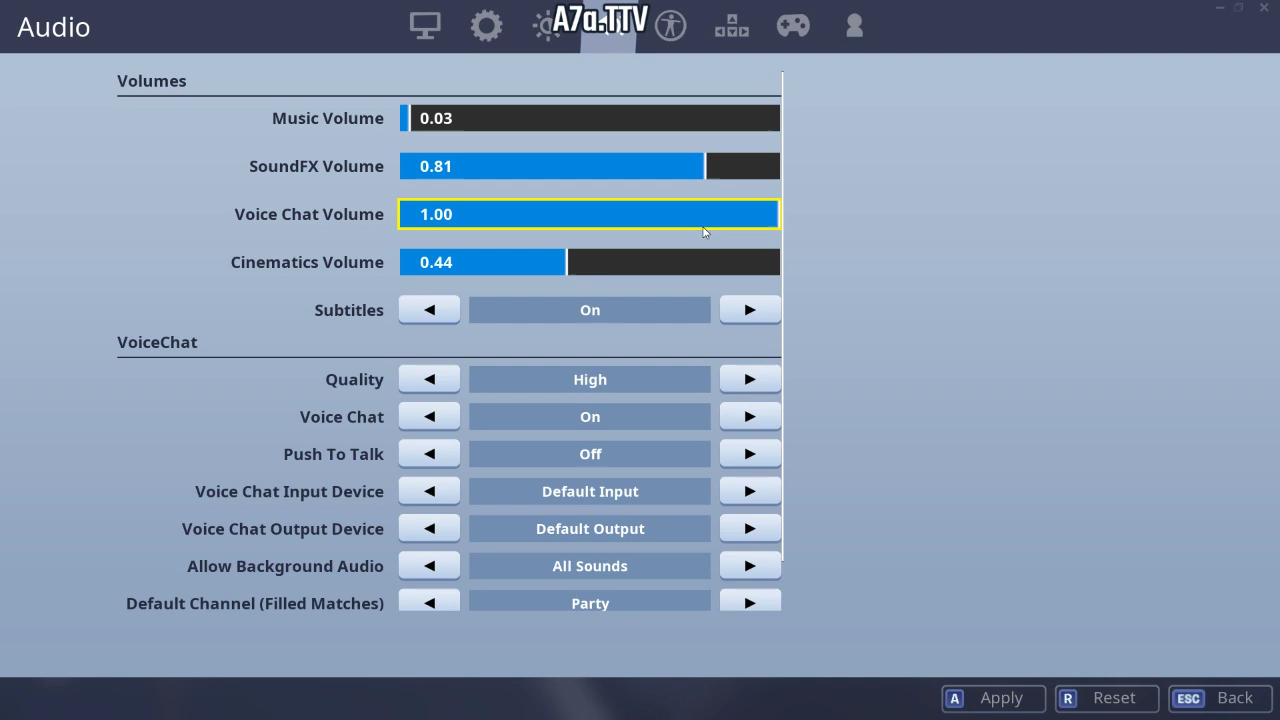 Audio
A7a.TTV
Volumes
Music Volume 0.03
SoundFX Volume 0.81
Voice Chat Volume 1.00
Cinematics Volume 0.44
Subtitles On
VoiceChat
Quality High
Voice Chat On
Push To Talk Off
Voice Chat Input Device Default Input
Voice Chat Output Device Default Output
Allow Background Audio All Sounds
Default Channel (Filled Matches) Party
A Apply R Reset ESC Back